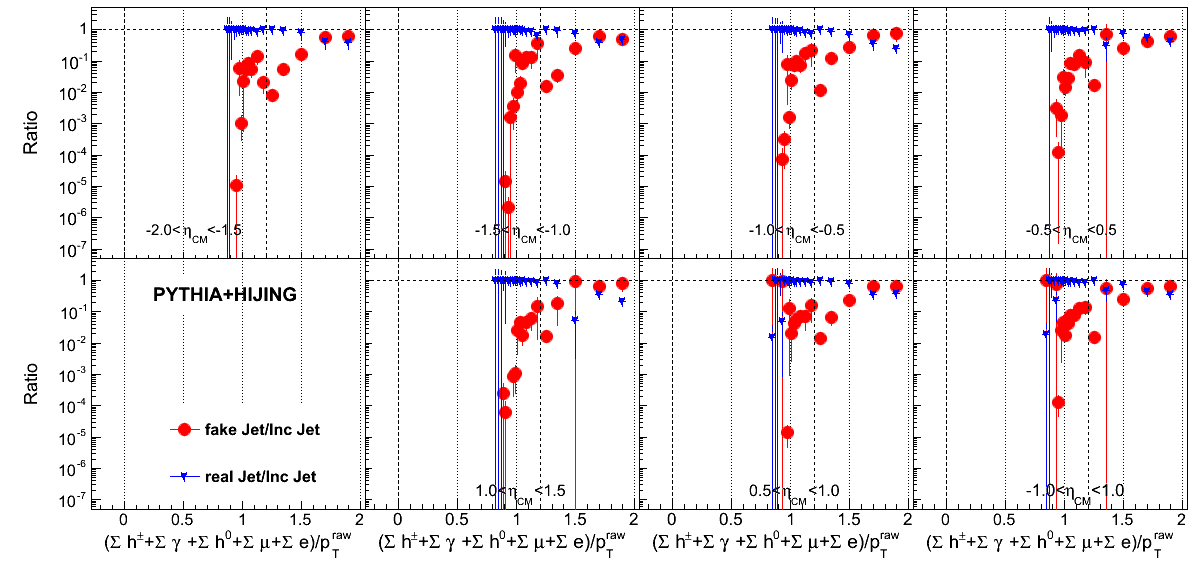 1
10⁻¹
10⁻²
10⁻³
10⁻⁴
10⁻⁵
10⁻⁶
10⁻⁷
Ratio
-2.0<η_CM<-1.5
-1.5<η_CM<-1.0
-1.0<η_CM<-0.5
-0.5<η_CM<0.5
1
10⁻¹
10⁻²
10⁻³
10⁻⁴
10⁻⁵
10⁻⁶
10⁻⁷
Ratio
PYTHIA+HIJING
fake Jet/Inc Jet
real Jet/Inc Jet
1.0<η_CM<1.5
0.5<η_CM<1.0
-1.0<η_CM<1.0
0 0.5 1 1.5 2
0 0.5 1 1.5 2
0 0.5 1 1.5 2
0 0.5 1 1.5 2
(Σ h±+Σ γ +Σ h⁰+Σ μ+Σ e)/p_T^raw
(Σ h±+Σ γ +Σ h⁰+Σ μ+Σ e)/p_T^raw
(Σ h±+Σ γ +Σ h⁰+Σ μ+Σ e)/p_T^raw
(Σ h±+Σ γ +Σ h⁰+Σ μ+Σ e)/p_T^raw